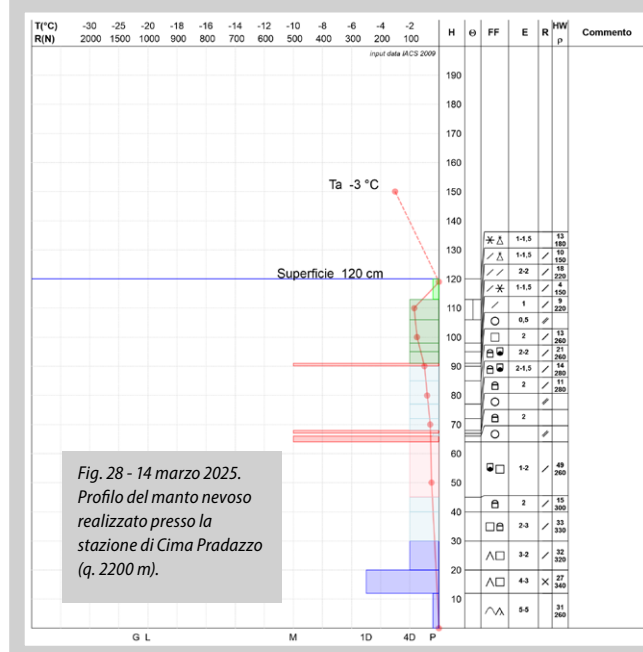 T(°C) -30 -28 -26 -24 -22 -20 -18 -16 -14 -12 -10 -8 -6 -4 -2 H Θ FF E R HW Commento
R(N) 2000 1500 1000 900 800 700 600 500 400 300 200 100 ρ
input data IACS 2009
190
180
170
160
Ta -3 °C
150
140
130
Superficie 120 cm
120
110
100
90
80
70
60
50
40
30
20
10
1-1,5 13 180
1-1,5 10 150
2-2 18 220
1-1,5 4 150
1 9 220
0,5
2 13 260
2-2 21 260
2-1,5 14 280
2 11 280
2
1-2 49 260
2 15 300
2-3 33 330
3-2 32 320
4-3 27 340
5-5 31 260
Fig. 28 - 14 marzo 2025.
Profilo del manto nevoso
realizzato presso la
stazione di Cima Pradazzo
(q. 2200 m).
G L M 1D 4D P